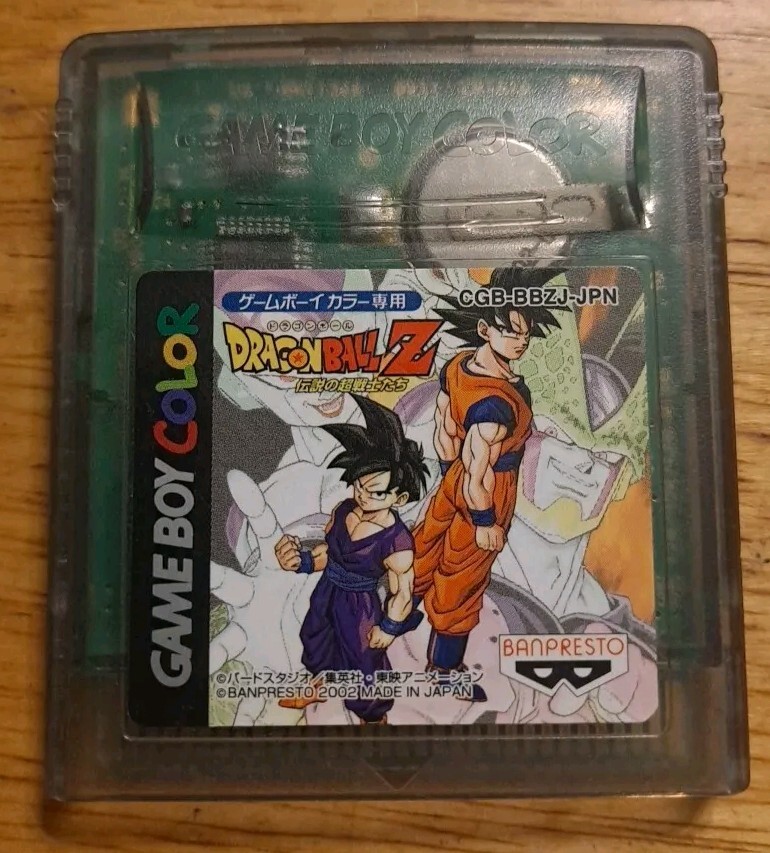 GAME BOY COLOR
ゲームボーイカラー専用
CGB-BBZJ-JPN
ドラゴンボール
DRAGON BALL Z
伝説の超戦士たち
GAME BOY COLOR
BANPRESTO
©バードスタジオ/集英社・東映アニメーション
©BANPRESTO 2002 MADE IN JAPAN